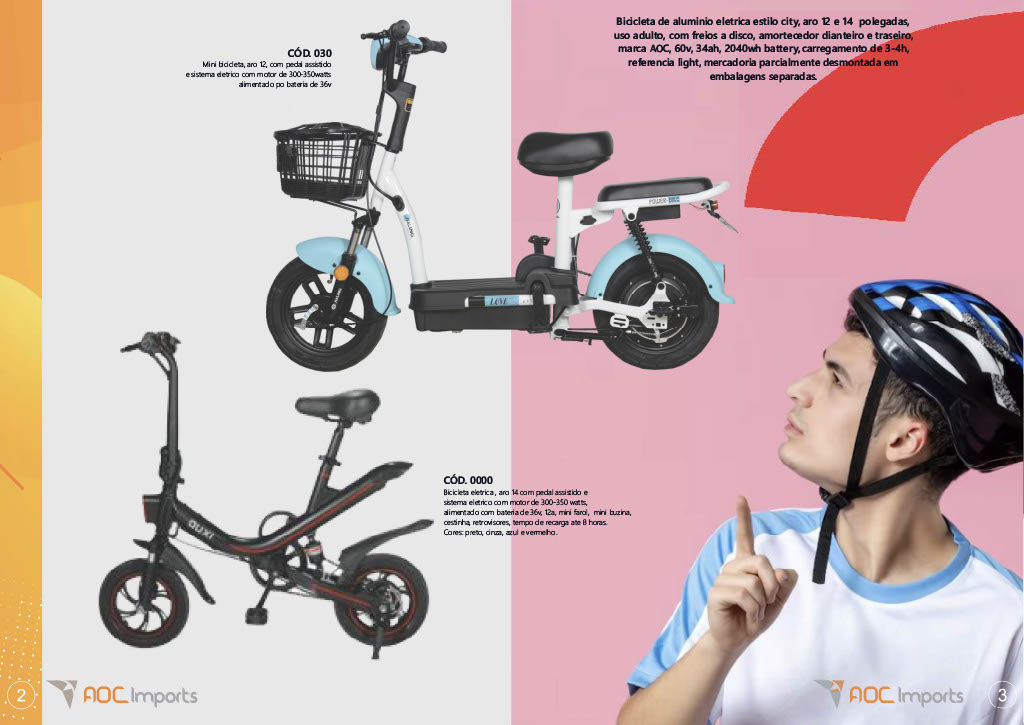 CÓD. 030
Mini bicicleta, aro 12, com pedal assistido
e sistema eletrico com motor de 300-350watts
alimentado po bateria de 36v
Bicicleta de aluminio eletrica estilo city, aro 12 e 14 polegadas,
uso adulto, com freios a disco, amortecedor dianteiro e traseiro,
marca AOC, 60v, 34ah, 2040wh battery, carregamento de 3-4h,
referencia light, mercadoria parcialmente desmontada em
embalagens separadas.
POWER-
LOVE
CÓD. 0000
Bicicleta eletrica , aro 14 com pedal assistido e
sistema eletrico com motor de 300-350 watts,
alimentado com bateria de 36v, 12a, mini farol, mini buzina,
cestinha, retrovisores, tempo de recarga ate 8 horas.
Cores: preto, cinza, azul e vermelho.
OUXI
2
AOC Imports
AOC Imports
3